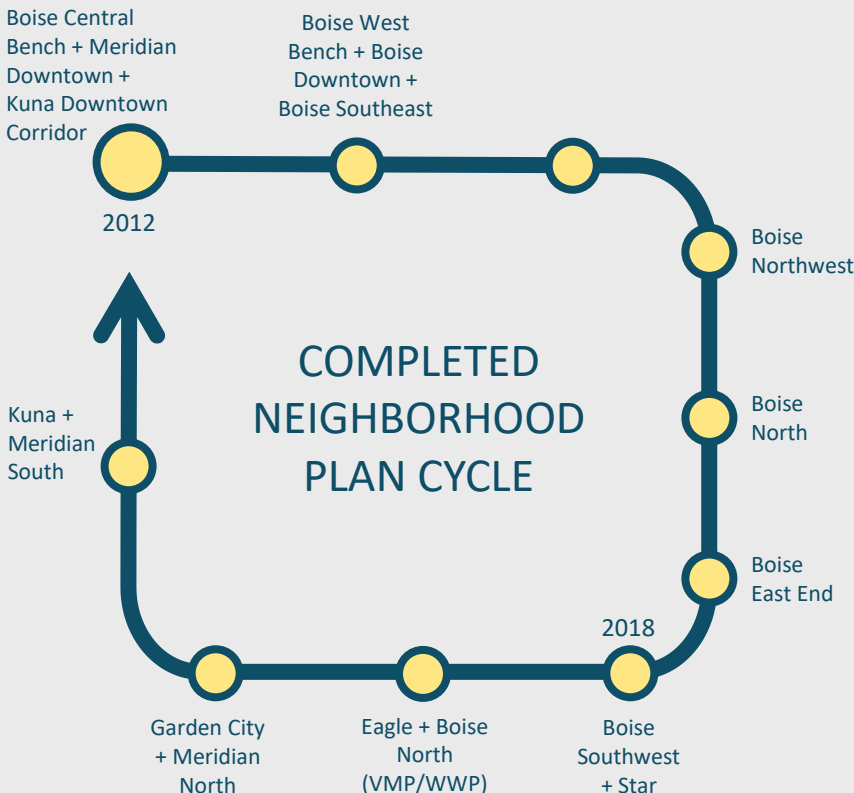 Boise Central
Bench + Meridian
Downtown +
Kuna Downtown
Corridor
2012
Boise West
Bench + Boise
Downtown +
Boise Southeast
Boise
Northwest
Boise
North
Boise
East End
2018
Boise
Southwest
+ Star
Eagle + Boise
North
(VMP/WWP)
Garden City
+ Meridian
North
Kuna +
Meridian
South
COMPLETED
NEIGHBORHOOD
PLAN CYCLE